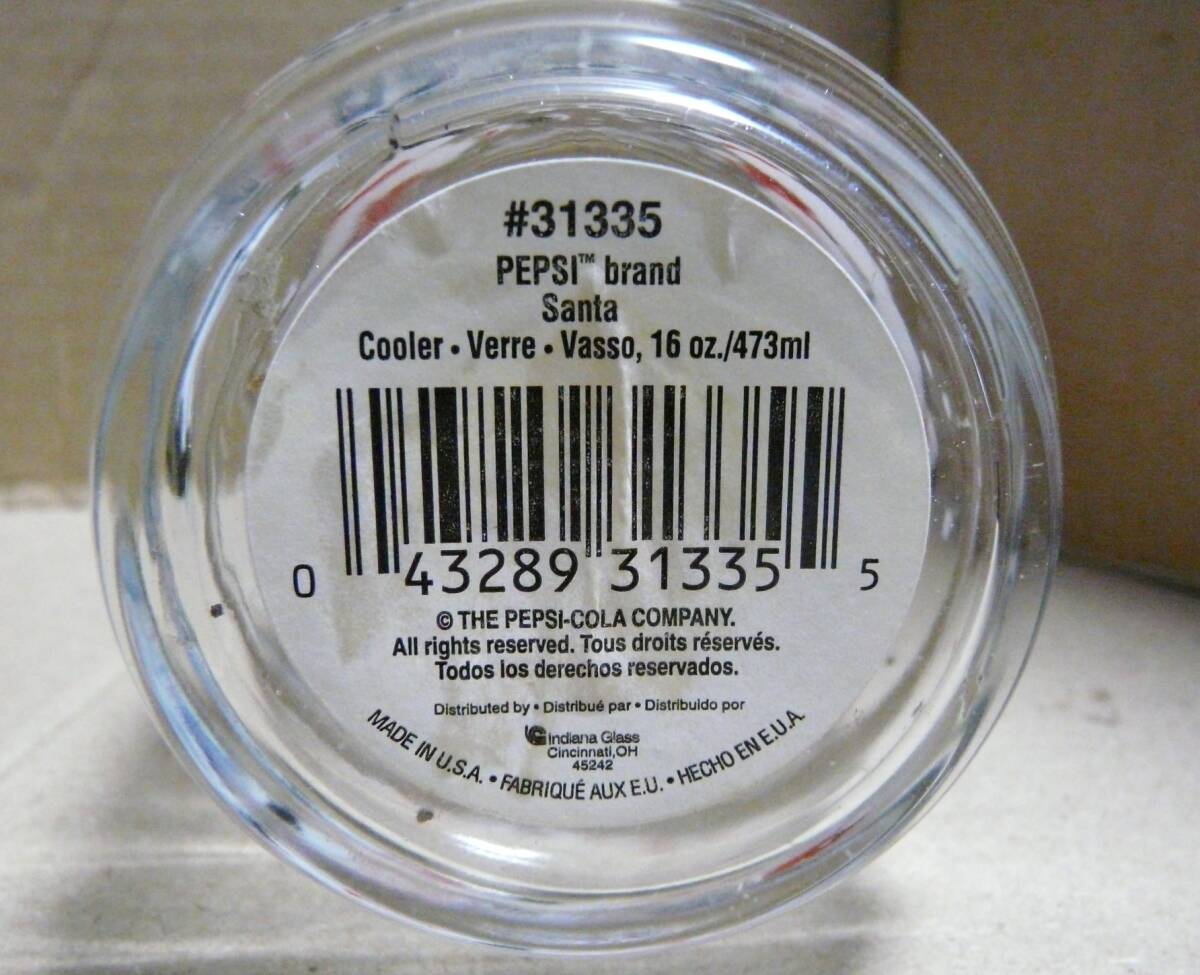 #31335
PEPSI™ brand
Santa
Cooler • Verre • Vasso, 16 oz./473ml
0 43289 31335 5
© THE PEPSI-COLA COMPANY.
All rights reserved. Tous droits réservés.
Todos los derechos reservados.
Distributed by • Distribué par • Distribuido por
Indiana Glass
Cincinnati, OH
45242
MADE IN U.S.A. • FABRIQUÉ AUX E.U. • HECHO EN E.U.A.